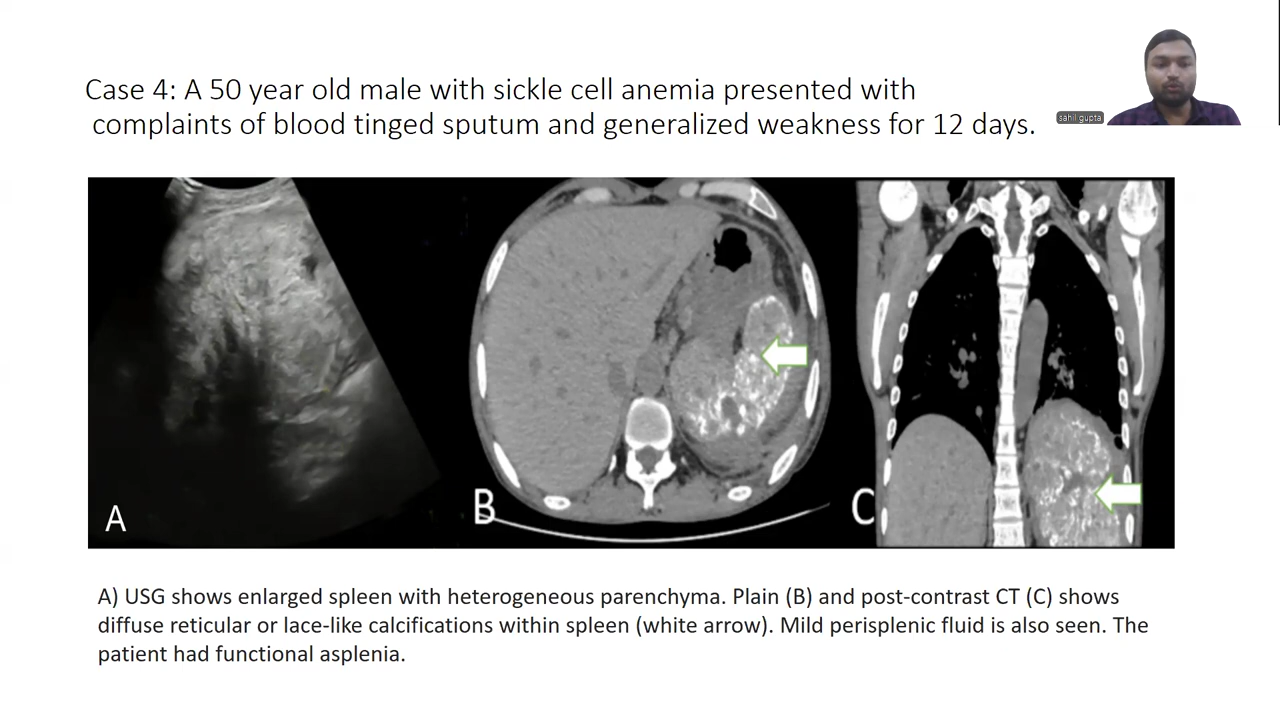 Case 4: A 50 year old male with sickle cell anemia presented with
complaints of blood tinged sputum and generalized weakness for 12 days.
sahil gupta
A
B
C
A) USG shows enlarged spleen with heterogeneous parenchyma. Plain (B) and post-contrast CT (C) shows
diffuse reticular or lace-like calcifications within spleen (white arrow). Mild perisplenic fluid is also seen. The
patient had functional asplenia.